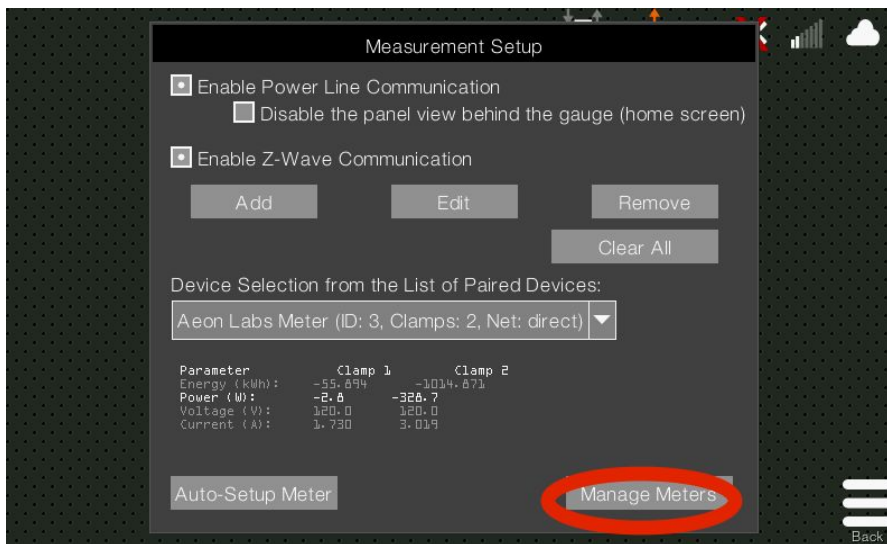 Measurement Setup
Enable Power Line Communication
Disable the panel view behind the gauge (home screen)
Enable Z-Wave Communication
Add Edit Remove
Clear All
Device Selection from the List of Paired Devices:
Aeon Labs Meter (ID: 3, Clamps: 2, Net: direct)
Parameter Clamp 1 Clamp 2
Energy (kWh): -55.894 -1014.871
Power (W): -2.8 -328.7
Voltage (V): 120.0 120.0
Current (A): 1.730 3.019
Auto-Setup Meter Manage Meters
Back